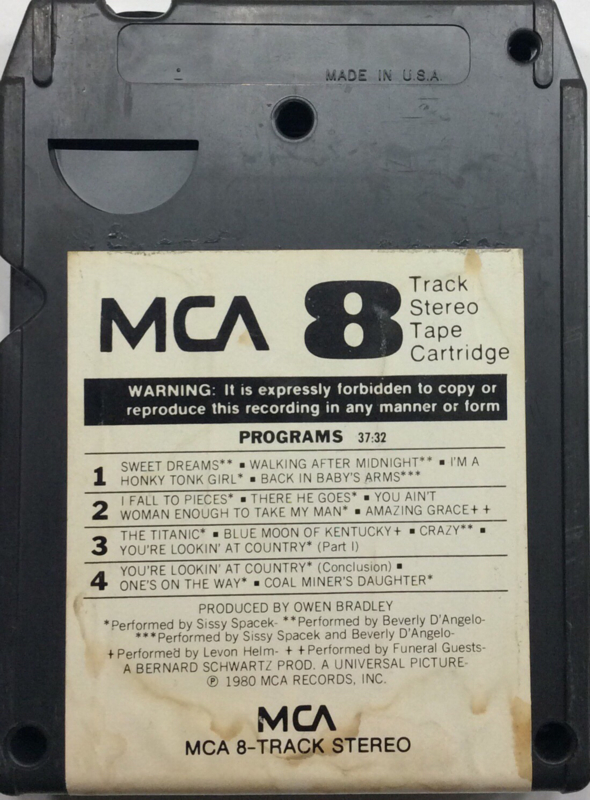 MADE IN U.S.A.
MCA 8 Track
Stereo
Tape
Cartridge
WARNING: It is expressly forbidden to copy or
reproduce this recording in any manner or form
PROGRAMS 37:32
1 SWEET DREAMS** ▪ WALKING AFTER MIDNIGHT** ▪ I'M A
HONKY TONK GIRL* ▪ BACK IN BABY'S ARMS***
2 I FALL TO PIECES* ▪ THERE HE GOES* ▪ YOU AIN'T
WOMAN ENOUGH TO TAKE MY MAN* ▪ AMAZING GRACE++
3 THE TITANIC* ▪ BLUE MOON OF KENTUCKY+ ▪ CRAZY** ▪
YOU'RE LOOKIN' AT COUNTRY* (Part I)
4 YOU'RE LOOKIN' AT COUNTRY* (Conclusion) ▪
ONE'S ON THE WAY* ▪ COAL MINER'S DAUGHTER*
PRODUCED BY OWEN BRADLEY
*Performed by Sissy Spacek- **Performed by Beverly D'Angelo-
***Performed by Sissy Spacek and Beverly D'Angelo-
+Performed by Levon Helm- ++Performed by Funeral Guests-
A BERNARD SCHWARTZ PROD. A UNIVERSAL PICTURE-
℗ 1980 MCA RECORDS, INC.
MCA
MCA 8-TRACK STEREO